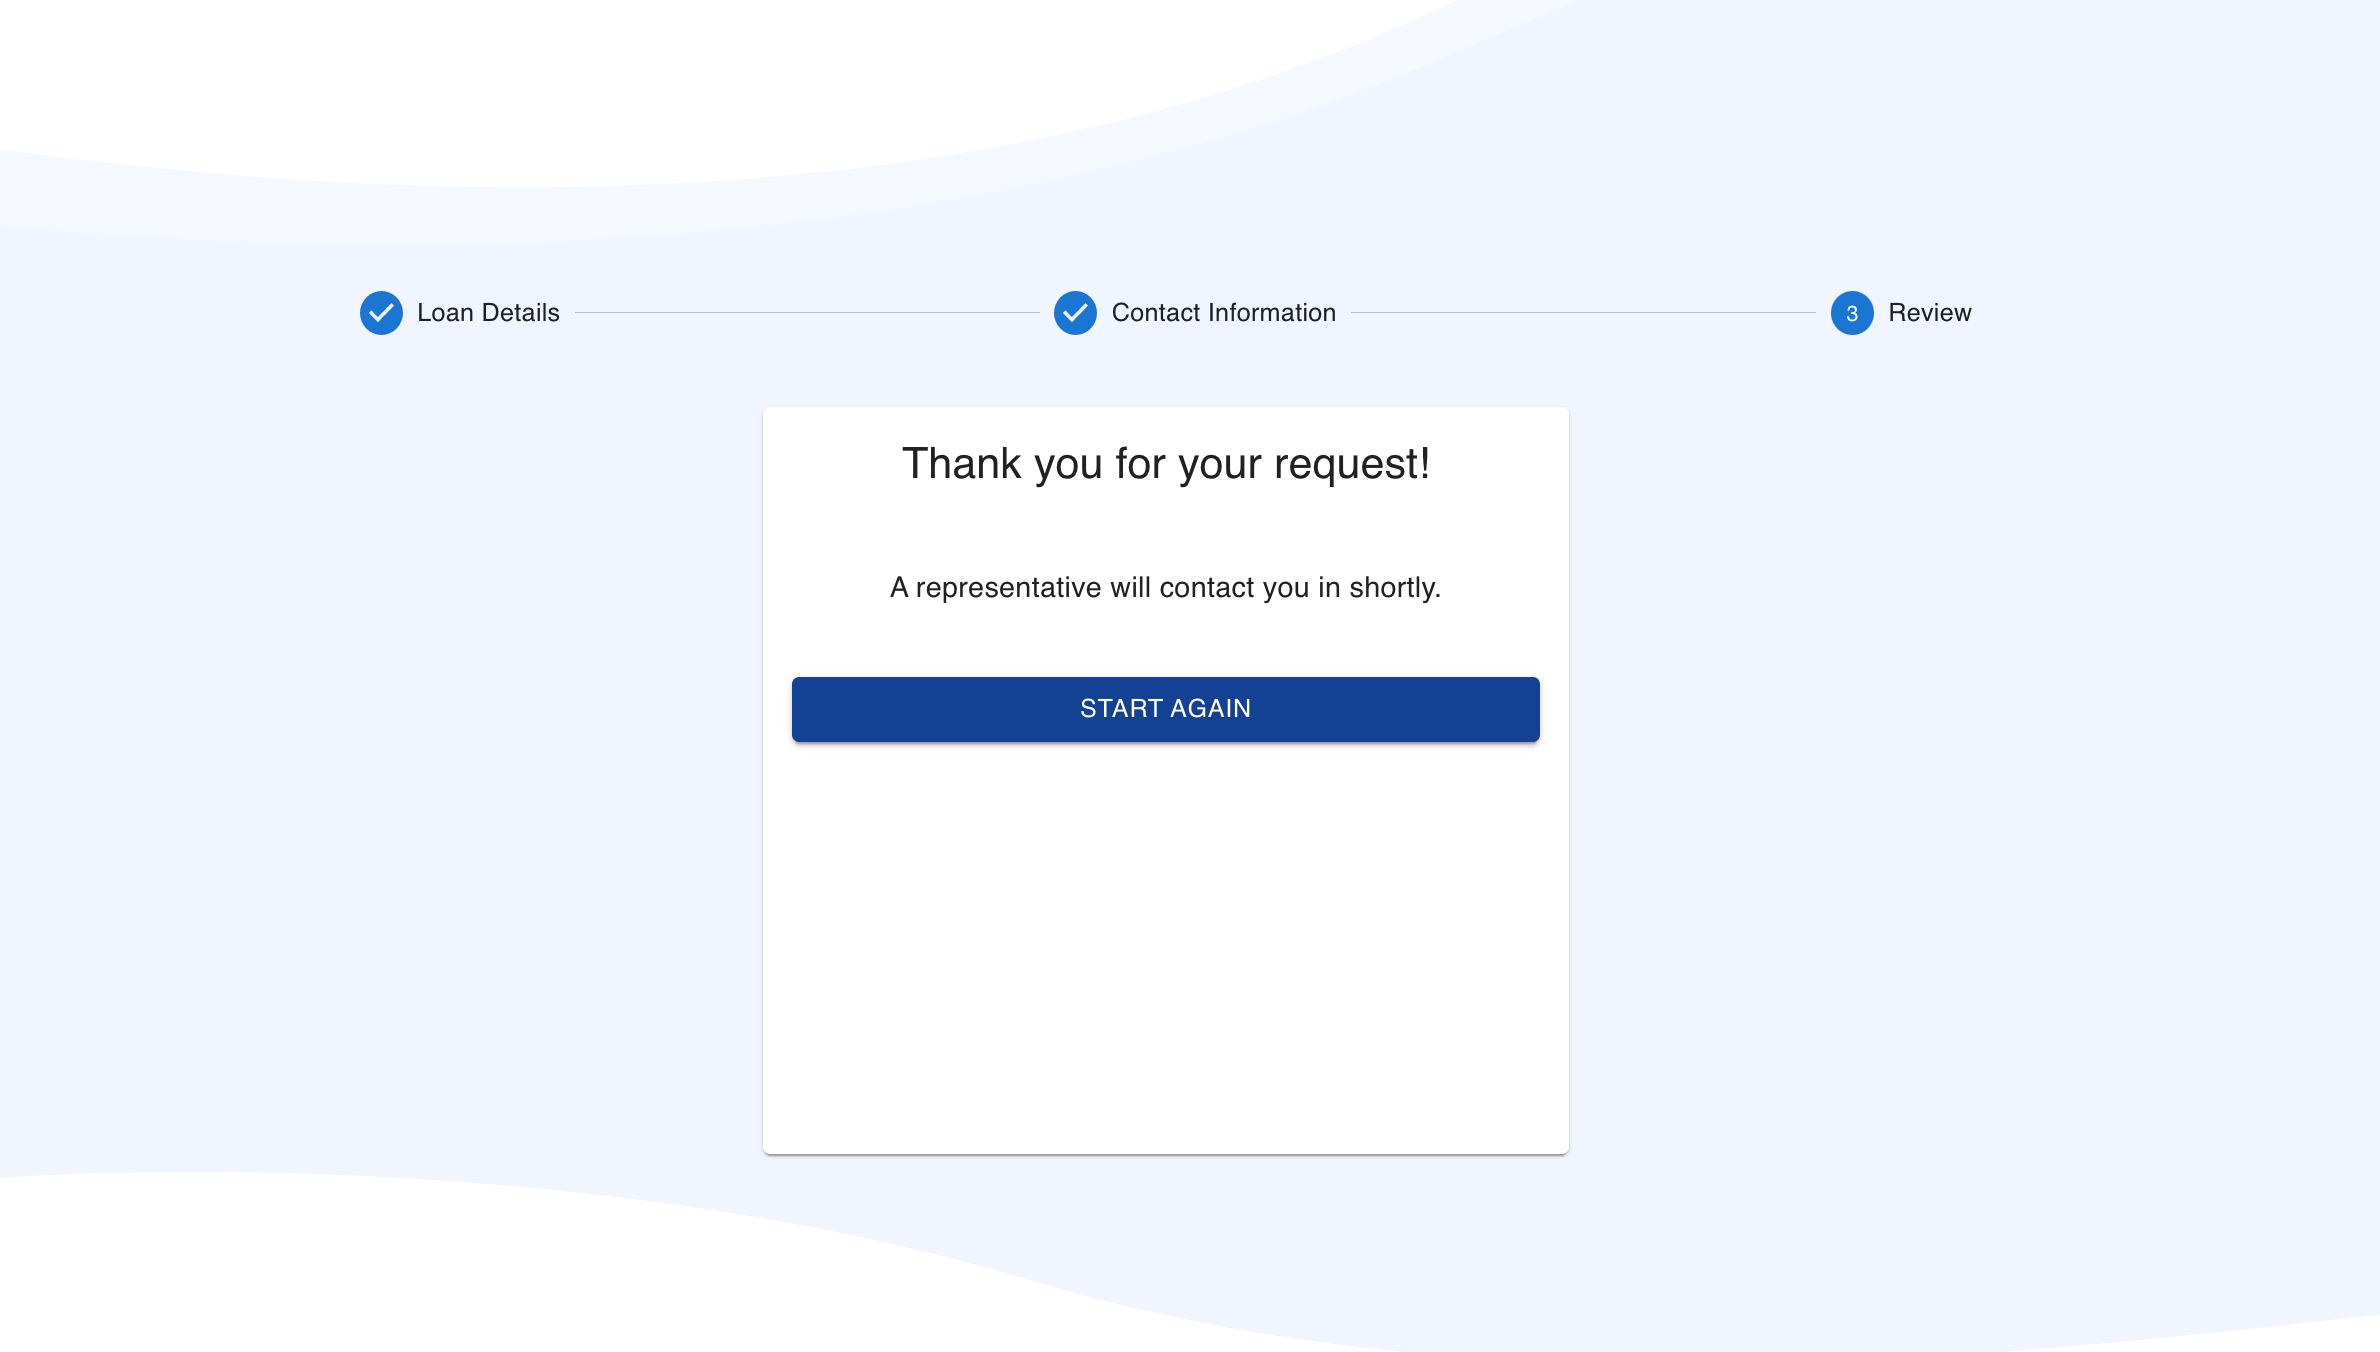 Loan Details
Contact Information
3 Review
Thank you for your request!
A representative will contact you in shortly.
START AGAIN